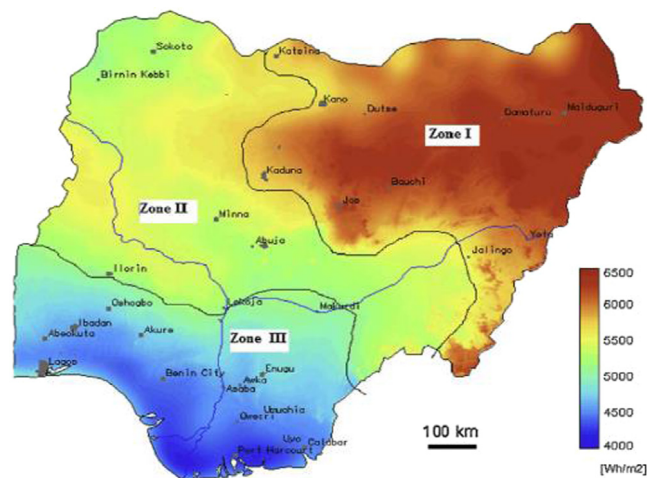 Sokoto
Katsina
Birnin Kebbi
Kano
Dutse
Damaturu
Maiduguri
Zone I
Kaduna
Bauchi
Jos
Zone II
Minna
Yola
Abuja
Jalingo
Ilorin
6500
Lokoja
Makurdi
6000
Oshogbo
Ibadan
Akure
Zone III
5500
Abeokuta
Lagos
Enugu
5000
Benin City
Awka
Asaba
4500
Umuahia
Owerri
Uyo
Calabar
100 km
4000
Port Harcourt
[Wh/m2]